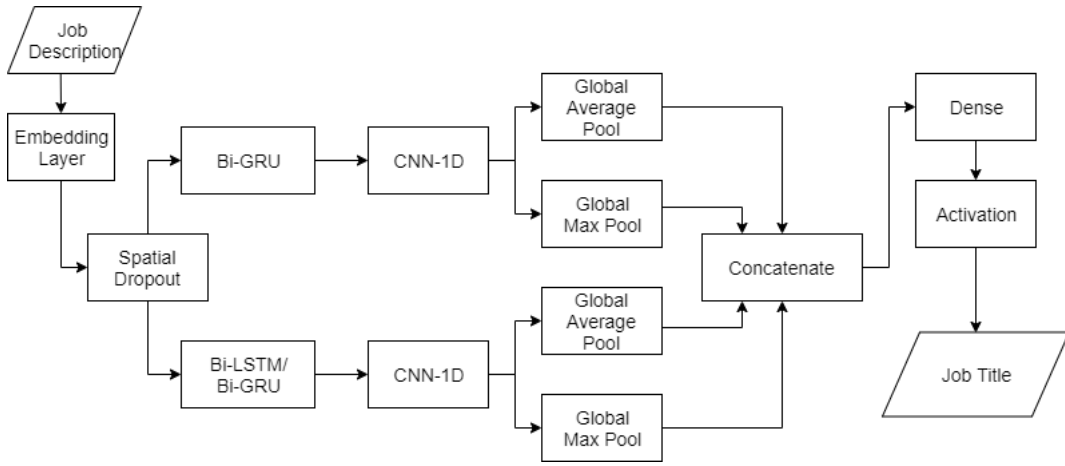 Job
Description
Embedding
Layer
Spatial
Dropout
Bi-GRU
CNN-1D
Global
Average
Pool
Global
Max Pool
Bi-LSTM/
Bi-GRU
CNN-1D
Global
Average
Pool
Global
Max Pool
Concatenate
Dense
Activation
Job Title